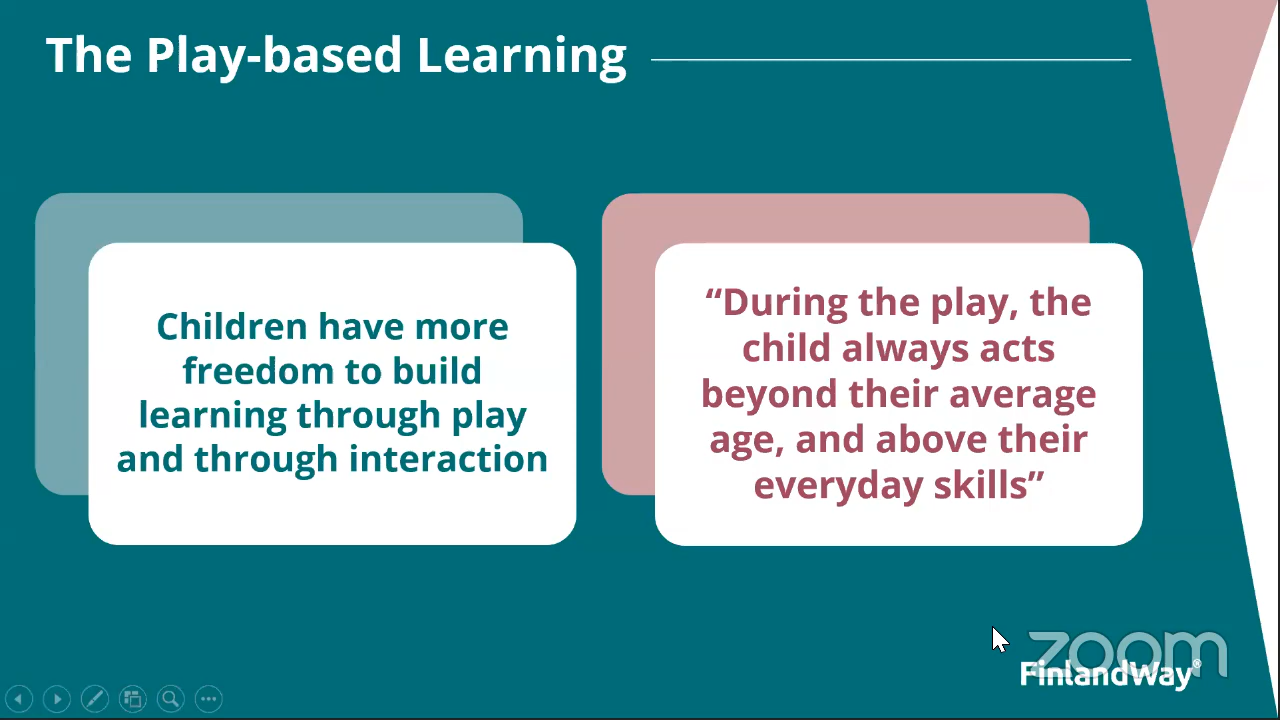 The Play-based Learning
Children have more
freedom to build
learning through play
and through interaction
“During the play, the
child always acts
beyond their average
age, and above their
everyday skills”
zoom
FinlandWay®